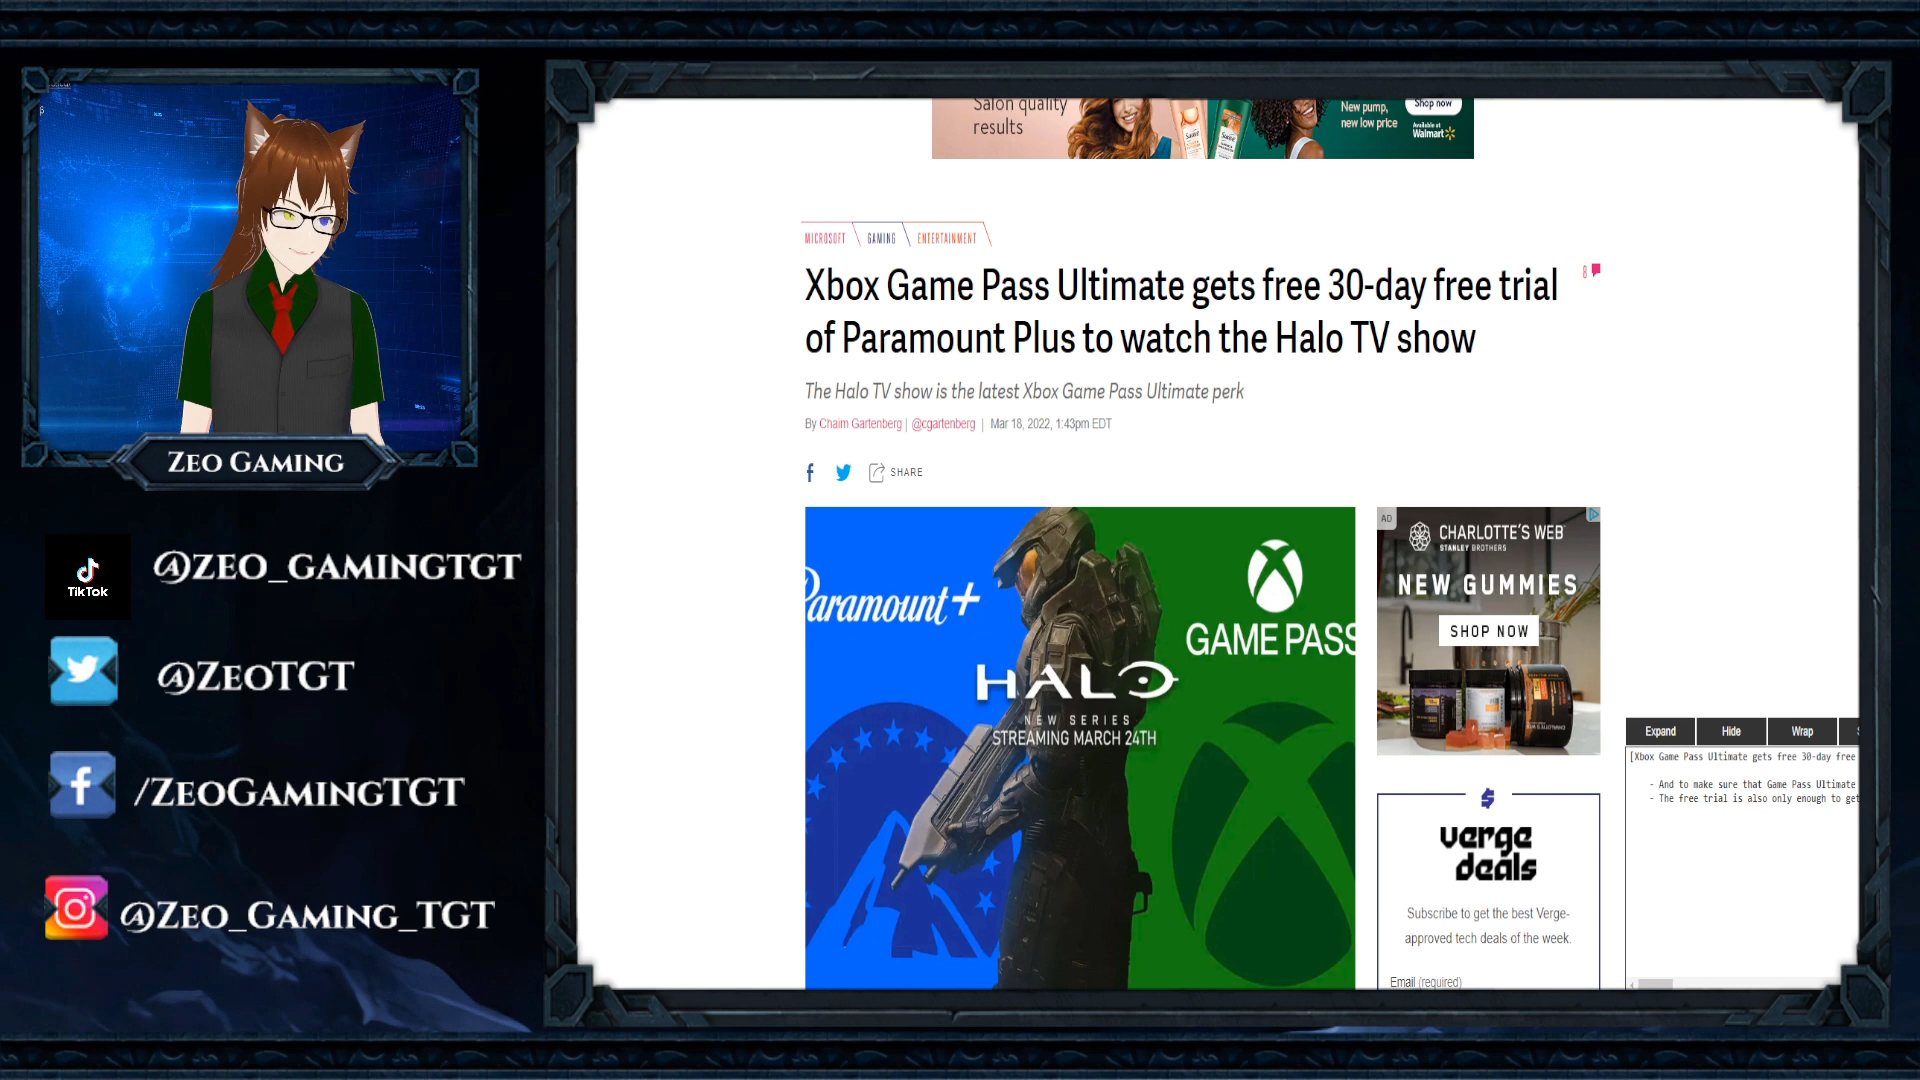 Zeo Gaming
TikTok
@Zeo_GamingTGT
@ZeoTGT
/ZeoGamingTGT
@Zeo_Gaming_TGT
Salon quality
results
New pump,
new low price
Shop now
Available at
Walmart
MICROSOFT
GAMING
ENTERTAINMENT
Xbox Game Pass Ultimate gets free 30-day free trial
of Paramount Plus to watch the Halo TV show
8
The Halo TV show is the latest Xbox Game Pass Ultimate perk
By Chaim Gartenberg | @cgartenberg | Mar 18, 2022, 1:43pm EDT
SHARE
Paramount+
GAME PASS
HALO
NEW SERIES
STREAMING MARCH 24TH
AD
CHARLOTTE'S WEB
STANLEY BROTHERS
NEW GUMMIES
SHOP NOW
verge
deals
Subscribe to get the best Verge-
approved tech deals of the week.
Email (required)
Expand
Hide
Wrap
[Xbox Game Pass Ultimate gets free 30-day free
- And to make sure that Game Pass Ultimate
- The free trial is also only enough to get